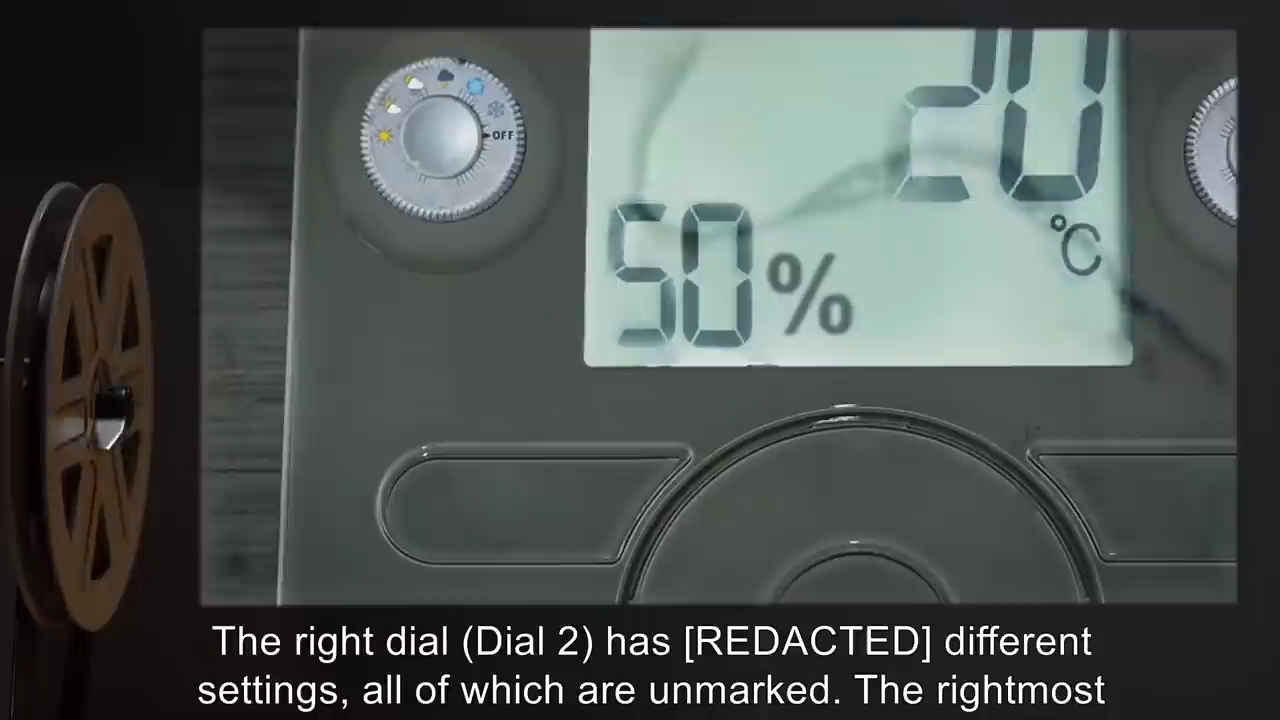 20
°C
OFF
50 %
The right dial (Dial 2) has [REDACTED] different
settings, all of which are unmarked. The rightmost